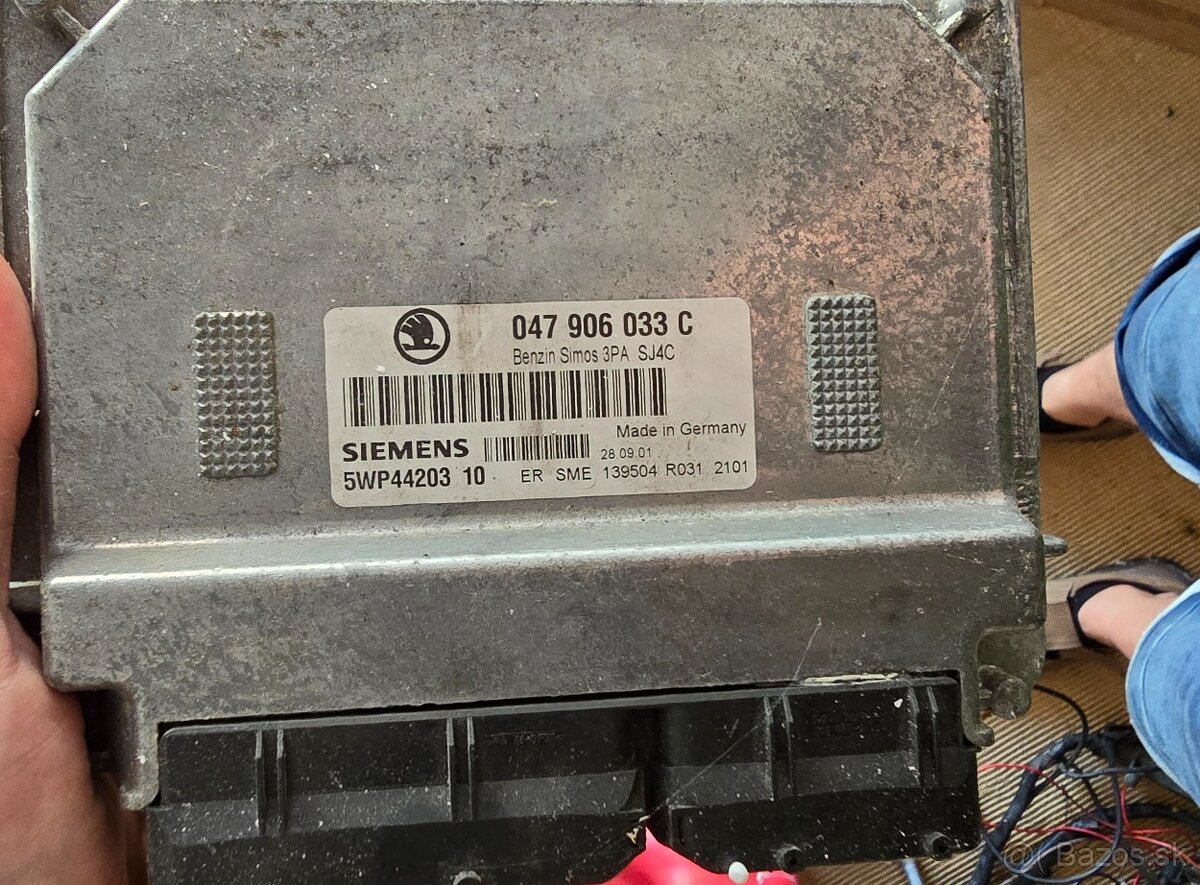 047 906 033 C
Benzin Simos 3PA SJ4C
Made in Germany
SIEMENS 28.09.01
5WP44203 10 ER SME 139504 R031 2101
Bazos.sk